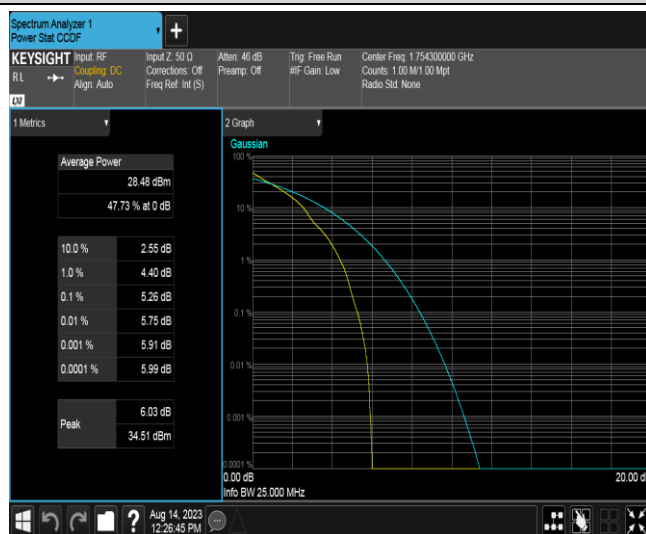 Spectrum Analyzer 1
Power Stat CCDF
+
KEYSIGHT
RL
LXI
Input: RF
Coupling: DC
Align: Auto
Input Z: 50 Ω
Corrections: Off
Freq Ref: Int (S)
Atten: 46 dB
Preamp: Off
Trig: Free Run
#IF Gain: Low
Center Freq: 1.754300000 GHz
Counts: 1.00 M/1.00 Mpt
Radio Std: None
1 Metrics
Average Power
28.48 dBm
47.73 % at 0 dB
10.0 % 2.55 dB
1.0 % 4.40 dB
0.1 % 5.26 dB
0.01 % 5.75 dB
0.001 % 5.91 dB
0.0001 % 5.99 dB
Peak
6.03 dB
34.51 dBm
2 Graph
Gaussian
100 %
10 %
1 %
0.1 %
0.01 %
0.001 %
0.0001 %
0.00 dB
20.00 d
Info BW 25.000 MHz
?
Aug 14, 2023
12:26:45 PM